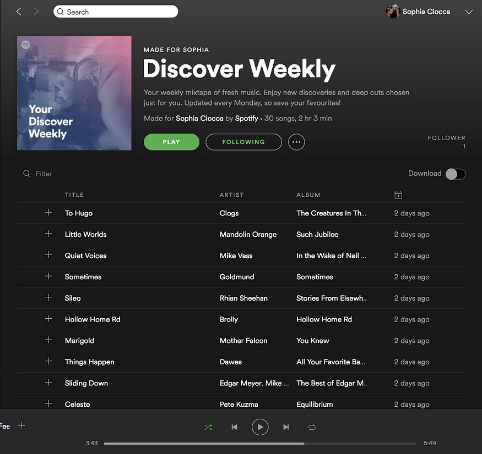 Search
Sophia Ciocca
MADE FOR SOPHIA
Discover Weekly
Your weekly mixtape of fresh music. Enjoy new discoveries and deep cuts chosen
just for you. Updated every Monday, so save your favourites!
Made for Sophia Ciocca by Spotify • 30 songs, 2 hr 3 min
Your
Discover
Weekly
PLAY
FOLLOWING
FOLLOWER
1
Filter
Download
TITLE ARTIST ALBUM
To Hugo Clogs The Creatures In Th... 2 days ago
Little Worlds Mandolin Orange Such Jubilee 2 days ago
Quiet Voices Mike Vass In the Wake of Neil ... 2 days ago
Sometimes Goldmund Sometimes 2 days ago
Sileo Rhian Sheehan Stories From Elsewh... 2 days ago
Hollow Home Rd Brolly Hollow Home Rd 2 days ago
Marigold Mother Falcon You Knew 2 days ago
Things Happen Dawes All Your Favorite Ba... 2 days ago
Sliding Down Edgar Meyer, Mike ... The Best of Edgar M... 2 days ago
Celeste Pete Kuzma Equilibrium 2 days ago
3:43